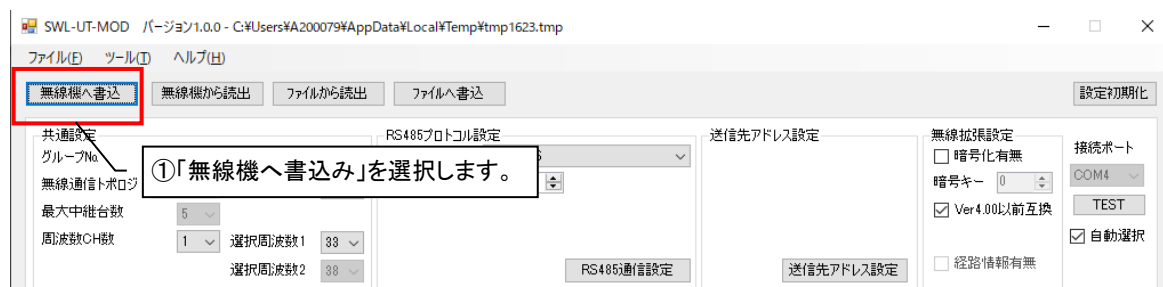 SWL-UT-MOD バージョン1.0.0 - C:¥Users¥A200079¥AppData¥Local¥Temp¥tmp1623.tmp
ファイル(F) ツール(T) ヘルプ(H)
無線機へ書込 無線機から読出 ファイルから読出 ファイルへ書込 設定初期化
共通設定 RS485プロトコル設定 送信先アドレス設定 無線拡張設定
グループNo. 暗号化有無 接続ポート
①「無線機へ書込み」を選択します。
無線通信トポロジ 暗号キー 0 COM4
最大中継台数 5 Ver4.00以前互換 TEST
周波数CH数 1 選択周波数1 33 自動選択
選択周波数2 38 RS485通信設定 送信先アドレス設定 経路情報有無